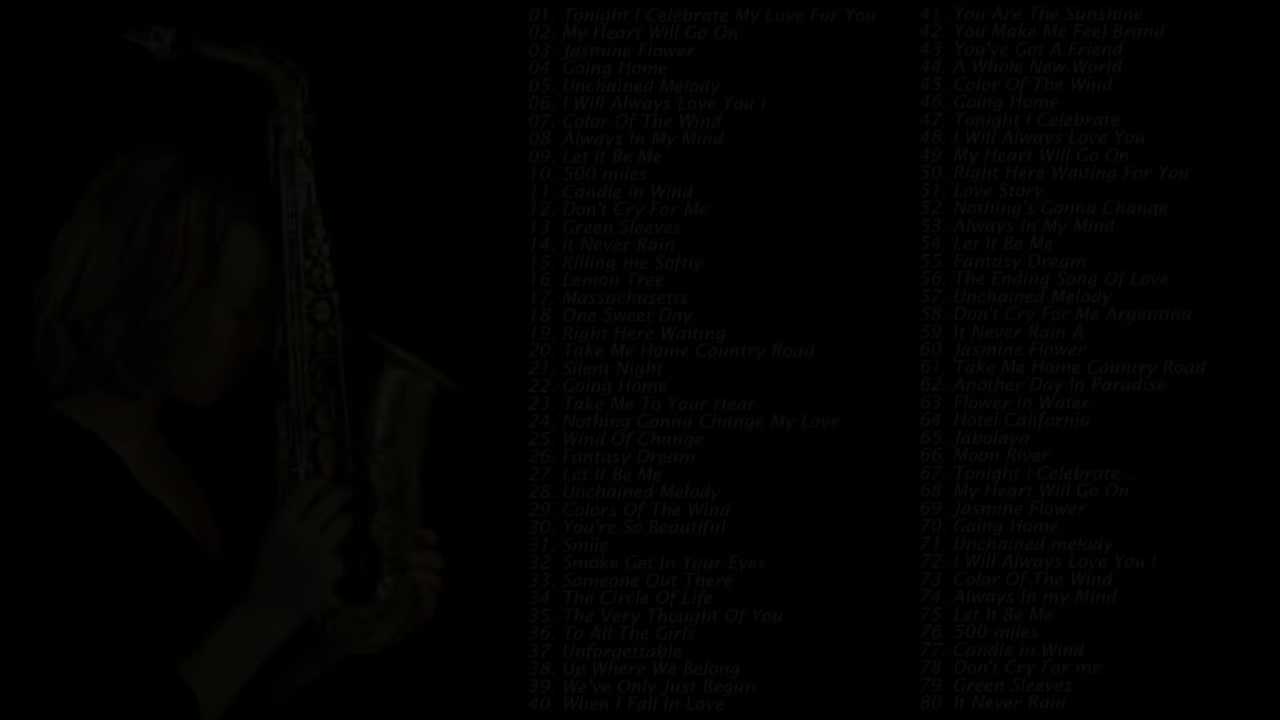 01. Tonight I Celebrate My Love For You
02. My Heart Will Go On
03. Jasmine Flower
04. Going Home
05. Unchained Melody
06. I Will Always Love You !
07. Color Of The Wind
08. Always In My Mind
09. Let It Be Me
10. 500 miles
11. Candle in Wind
12. Don't Cry For Me
13. Green Sleeves
14. It Never Rain
15. Killing me Softly
16. Lemon Tree
17. Massachusetts
18. One Sweet Day
19. Right Here Waiting
20. Take Me Home Country Road
21. Silent Night
22. Going Home
23. Take Me To Your Hear
24. Nothing Gonna Change My Love
25. Wind Of Change
26. Fantasy Dream
27. Let It Be Me
28. Unchained Melody
29. Colors Of The Wind
30. You're So Beautiful
31. Smile
32. Smoke Get In Your Eyes
33. Someone Out There
34. The Circle Of Life
35. The Very Thought Of You
36. To All The Girls
37. Unforgettable
38. Up Where We Belong
39. We've Only Just Begun
40. When I Fall In Love
41. You Are The Sunshine
42. You Make Me Feel Brand
43. You've Got A Friend
44. A Whole New World
45. Color Of The Wind
46. Going Home
47. Tonight I Celebrate
48. I Will Always Love You
49. My Heart Will Go On
50. Right Here Waiting For You
51. Love Story
52. Nothing's Gonna Change
53. Always In My Mind
54. Let It Be Me
55. Fantasy Dream
56. The Ending Song Of Love
57. Unchained Melody
58. Don't Cry For Me Argentina
59. It Never Rain A
60. Jasmine Flower
61. Take Me Home Country Road
62. Another Day In Paradise
63. Flower In Water
64. Hotel California
65. Jabolaya
66. Moon River
67. Tonight I Celebrate...
68. My Heart Will Go On
69. Jasmine Flower
70. Going Home
71. Unchained melody
72. I Will Always Love You !
73. Color Of The Wind
74. Always In my Mind
75. Let It Be Me
76. 500 miles
77. Candle in Wind
78. Don't Cry For me
79. Green Sleeves
80. It Never Rain